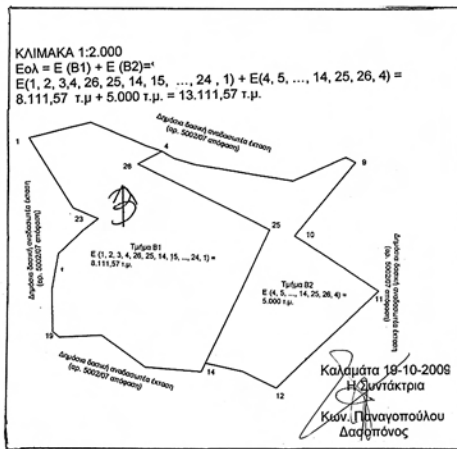 ΚΛΙΜΑΚΑ 1:2.000
Εολ = Ε (Β1) + Ε (Β2)=
Ε(1, 2, 3,4, 26, 25, 14, 15, ..., 24 , 1) + Ε(4, 5, ..., 14, 25, 26, 4) =
8.111,57 τ.μ + 5.000 τ.μ. = 13.111,57 τ.μ.
Δημόσια δασική αναδασωτέα έκταση
(αρ. 5002/07 απόφαση)
1
4
26
9
23
25
10
Δημόσια δασική αναδασωτέα έκταση
(αρ. 5002/07 απόφαση)
Τμήμα Β1
Ε (1, 2, 3, 4, 26, 25, 14, 15, ..., 24, 1) =
8.111,57 τ.μ.
Τμήμα Β2
Ε (4, 5, ..., 14, 25, 26, 4) =
5.000 τ.μ.
11
Δημόσια δασική αναδασωτέα έκταση
(αρ. 5002/07 απόφαση)
19
14
12
Δημόσια δασική αναδασωτέα έκταση
(αρ. 5002/07 απόφαση)
Καλαμάτα 19-10-2009
Η Συντάκτρια
Κων. Παναγοπούλου
Δασοπόνος